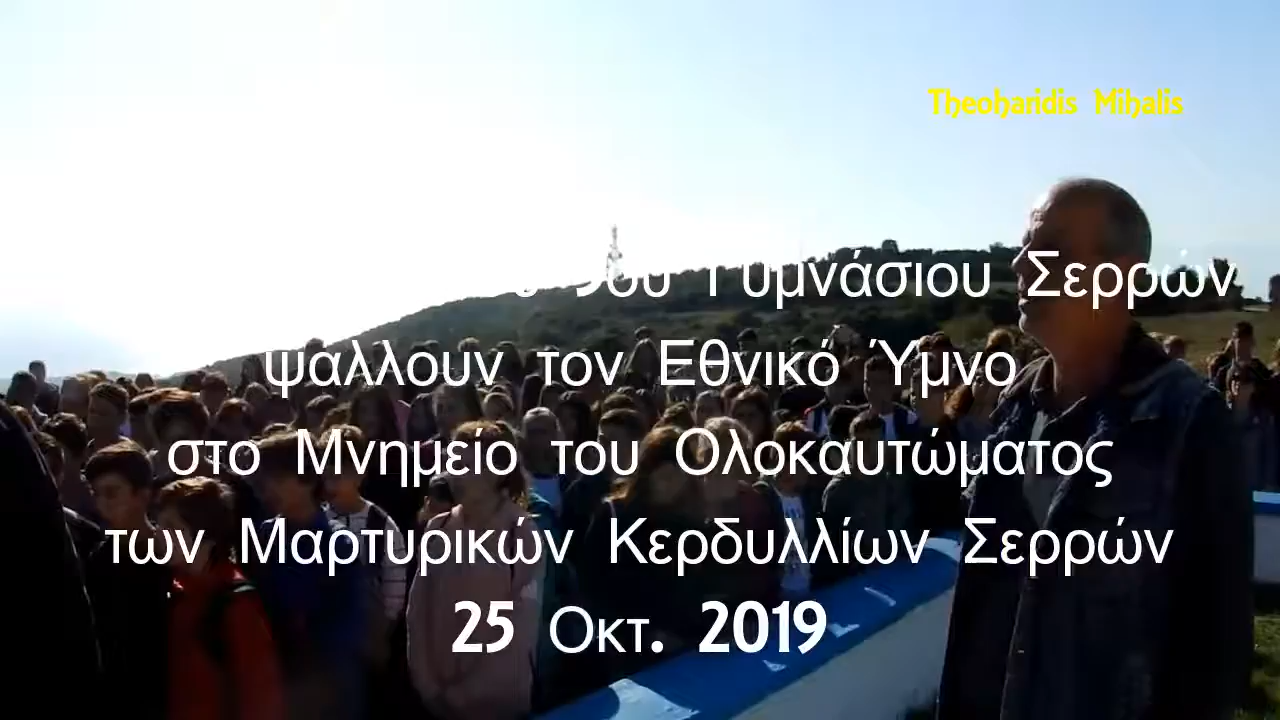 Theoharidis Mihalis
Γυμνάσιου Σερρών
ψαλλουν τον Εθνικό Ύμνο
στο Μνημείο του Ολοκαυτώματος
των Μαρτυρικών Κερδυλλίων Σερρών
25 Οκτ. 2019